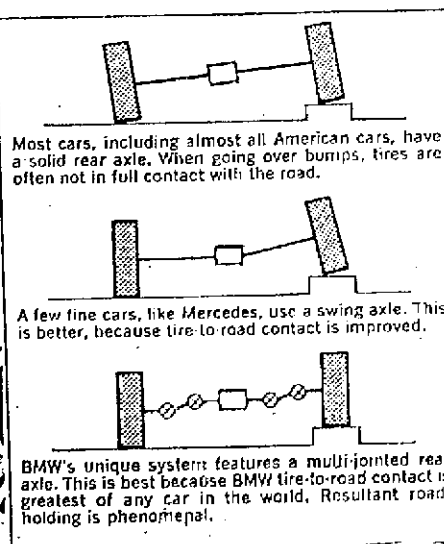 Most cars, including almost all American cars, have
a solid rear axle. When going over bumps, tires are
often not in full contact with the road.
A few fine cars, like Mercedes, use a swing axle. This
is better, because tire-to-road contact is improved.
BMW's unique system features a multi-jointed rea
axle. This is best because BMW tire-to-road contact i
greatest of any car in the world. Resultant road
holding is phenomenal.